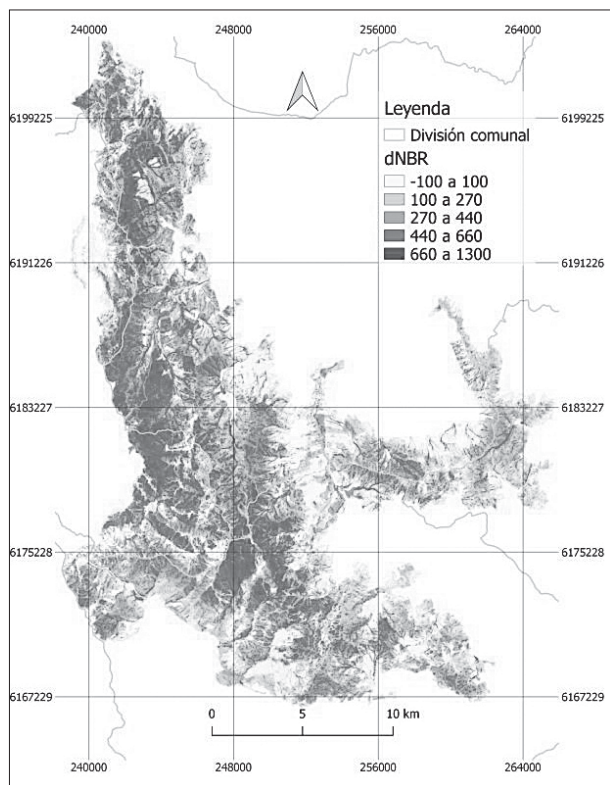 240000 248000 256000 264000
6199225 6199225
Leyenda
División comunal
dNBR
-100 a 100
100 a 270
270 a 440
440 a 660
660 a 1300
6191226 6191226
6183227 6183227
6175228 6175228
6167229 6167229
0 5 10 km
240000 248000 256000 264000